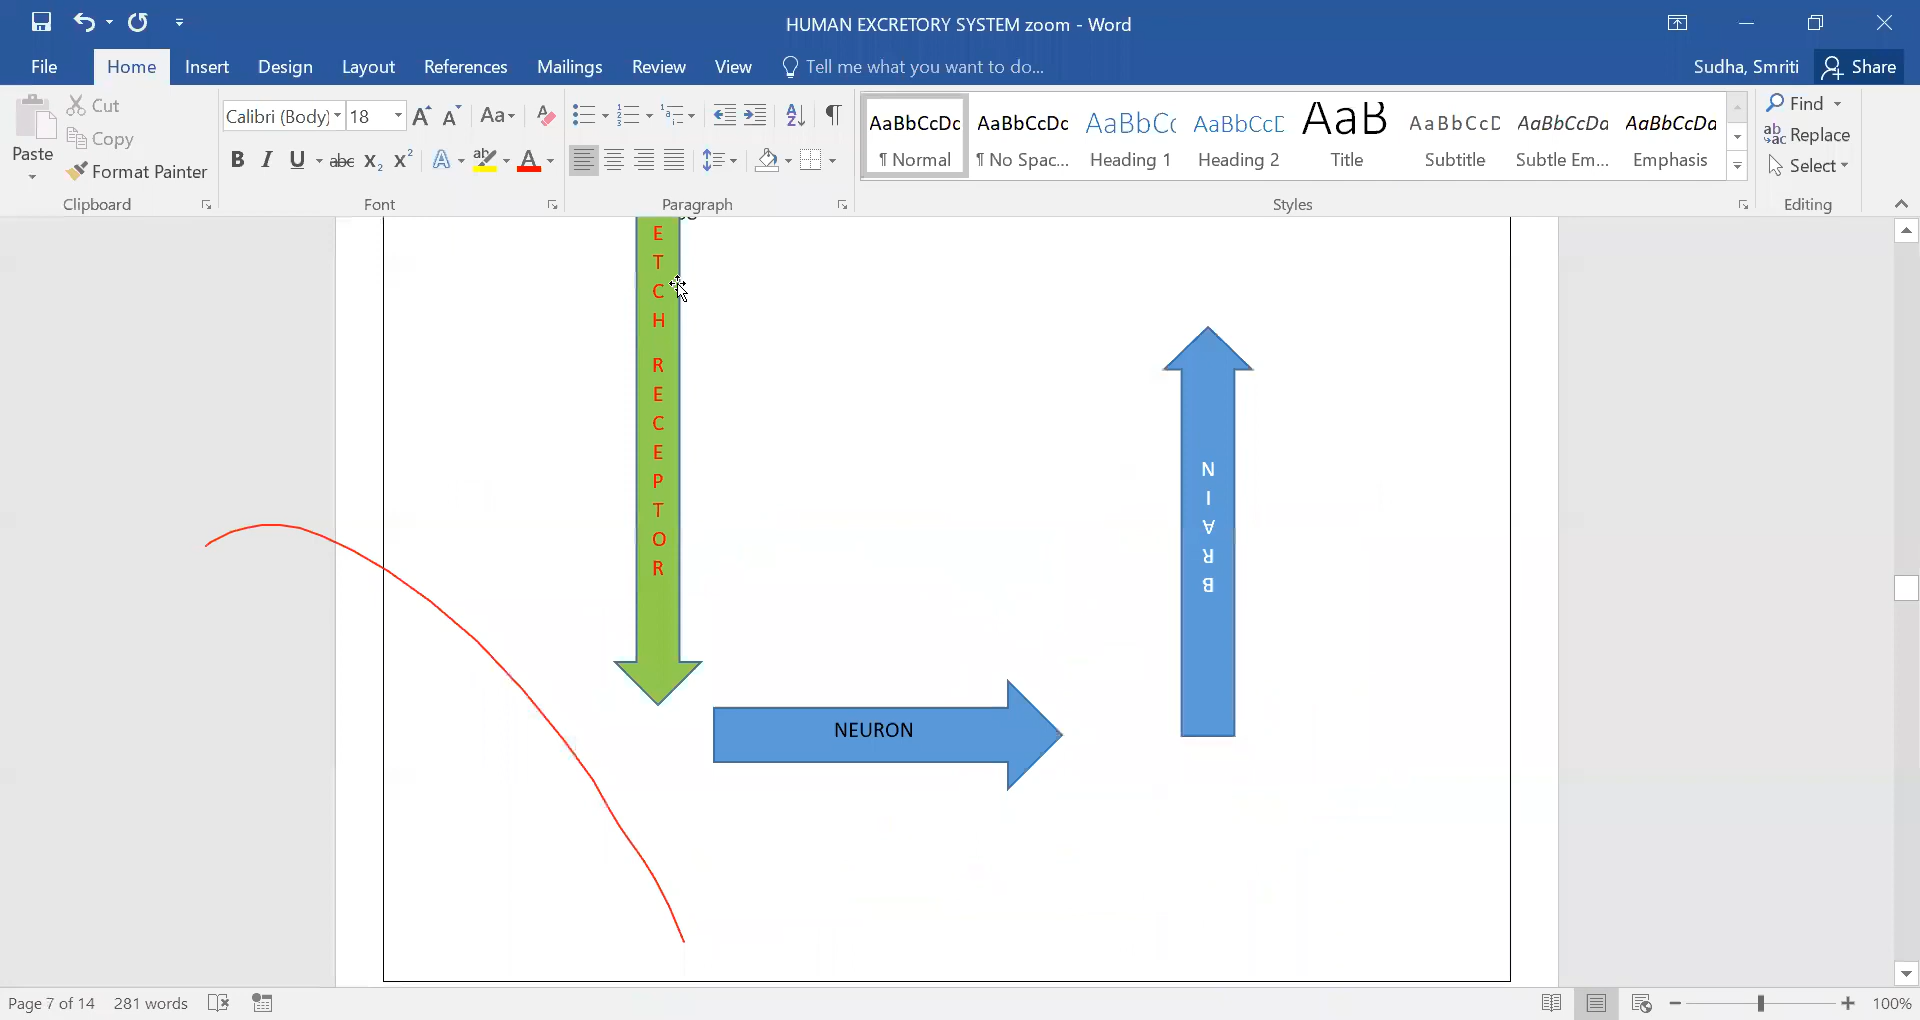 HUMAN EXCRETORY SYSTEM zoom - Word
File Home Insert Design Layout References Mailings Review View Tell me what you want to do... Sudha, Smriti Share
Cut
Copy
Paste
Format Painter
Clipboard
Calibri (Body) 18
Font
Paragraph
AaBbCcDc AaBbCcDc AaBbCc AaBbCcD AaB AaBbCcD AaBbCcDa AaBbCcDa
¶ Normal ¶ No Spac... Heading 1 Heading 2 Title Subtitle Subtle Em... Emphasis
Styles
Find
Replace
Select
Editing
E
T
C
H
R
E
C
E
P
T
O
R
NEURON
B
R
A
I
N
Page 7 of 14 281 words 100%